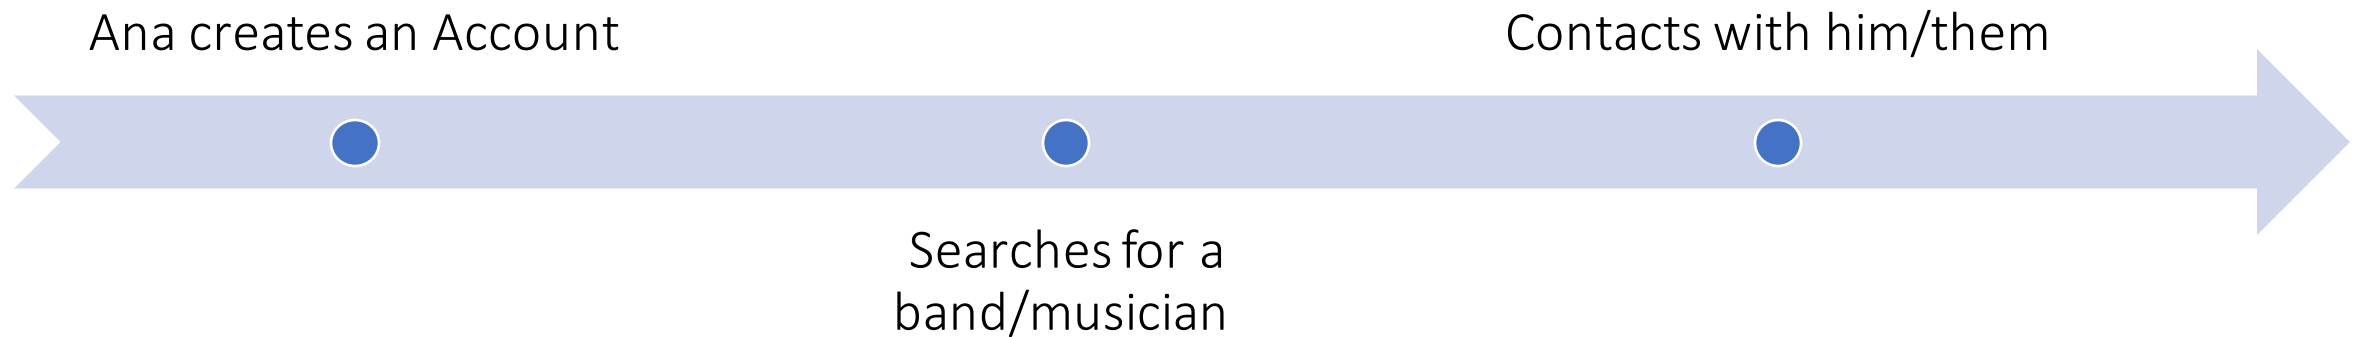 Ana creates an Account
Contacts with him/them
Searches for a
band/musician